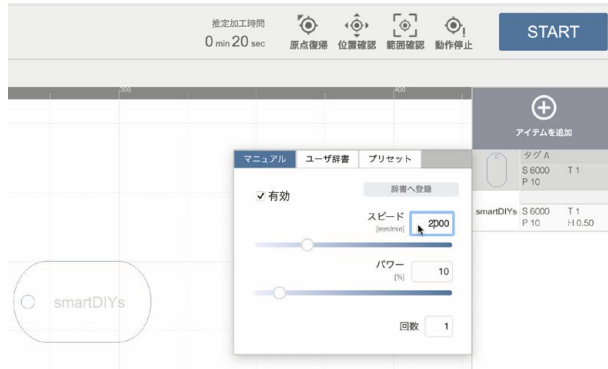 推定加工時間
0 min 20 sec
原点復帰
位置確認
範囲確認
動作停止
START
300
400
アイテムを追加
マニュアル
ユーザ辞書
プリセット
タグ A
S 6000 T 1
P 10
有効
辞書へ登録
スピード
[mm/min]
2000
smartDIYs S 6000 T 1
P 10 H 0.50
パワー
[%]
10
smartDIYs
回数
1